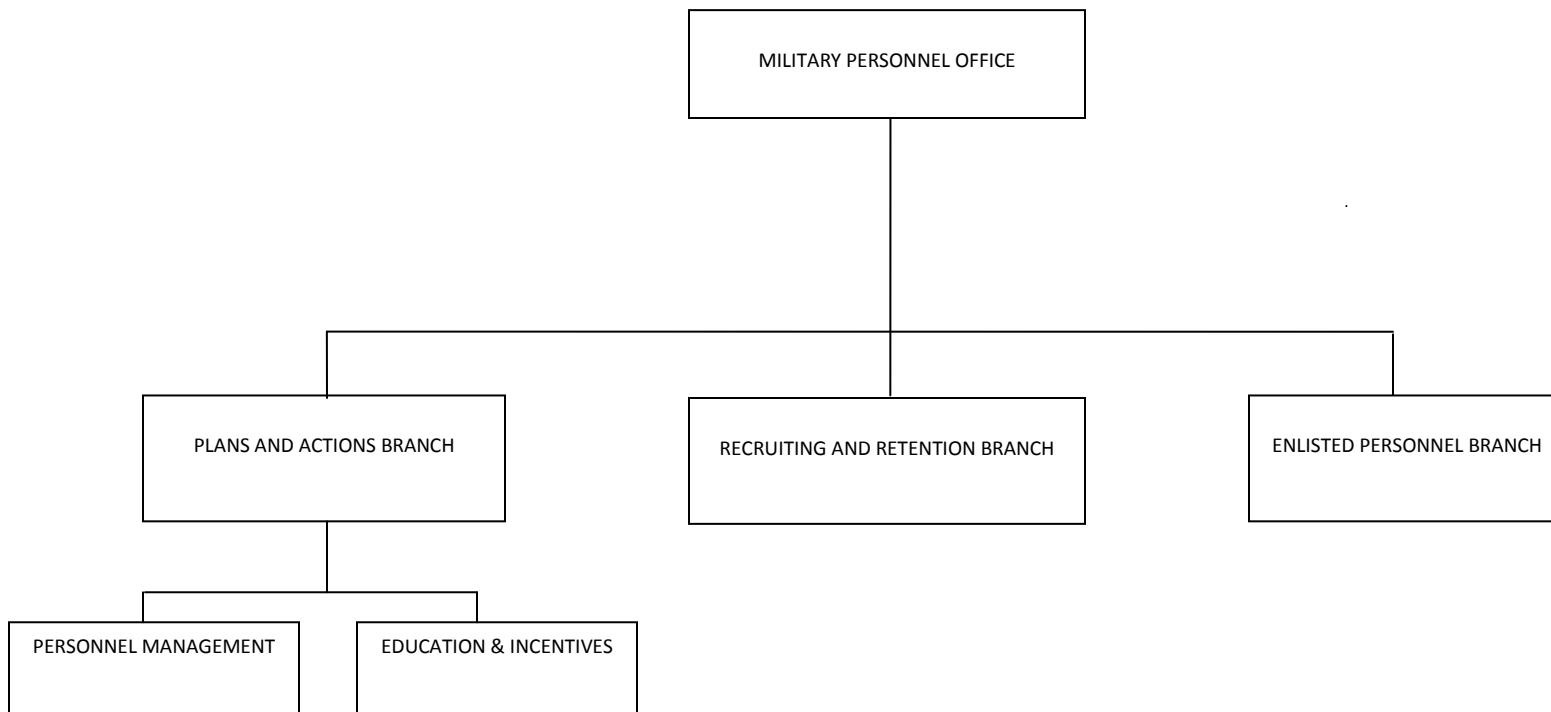 MILITARY PERSONNEL OFFICE
PLANS AND ACTIONS BRANCH
RECRUITING AND RETENTION BRANCH
ENLISTED PERSONNEL BRANCH
PERSONNEL MANAGEMENT
EDUCATION & INCENTIVES